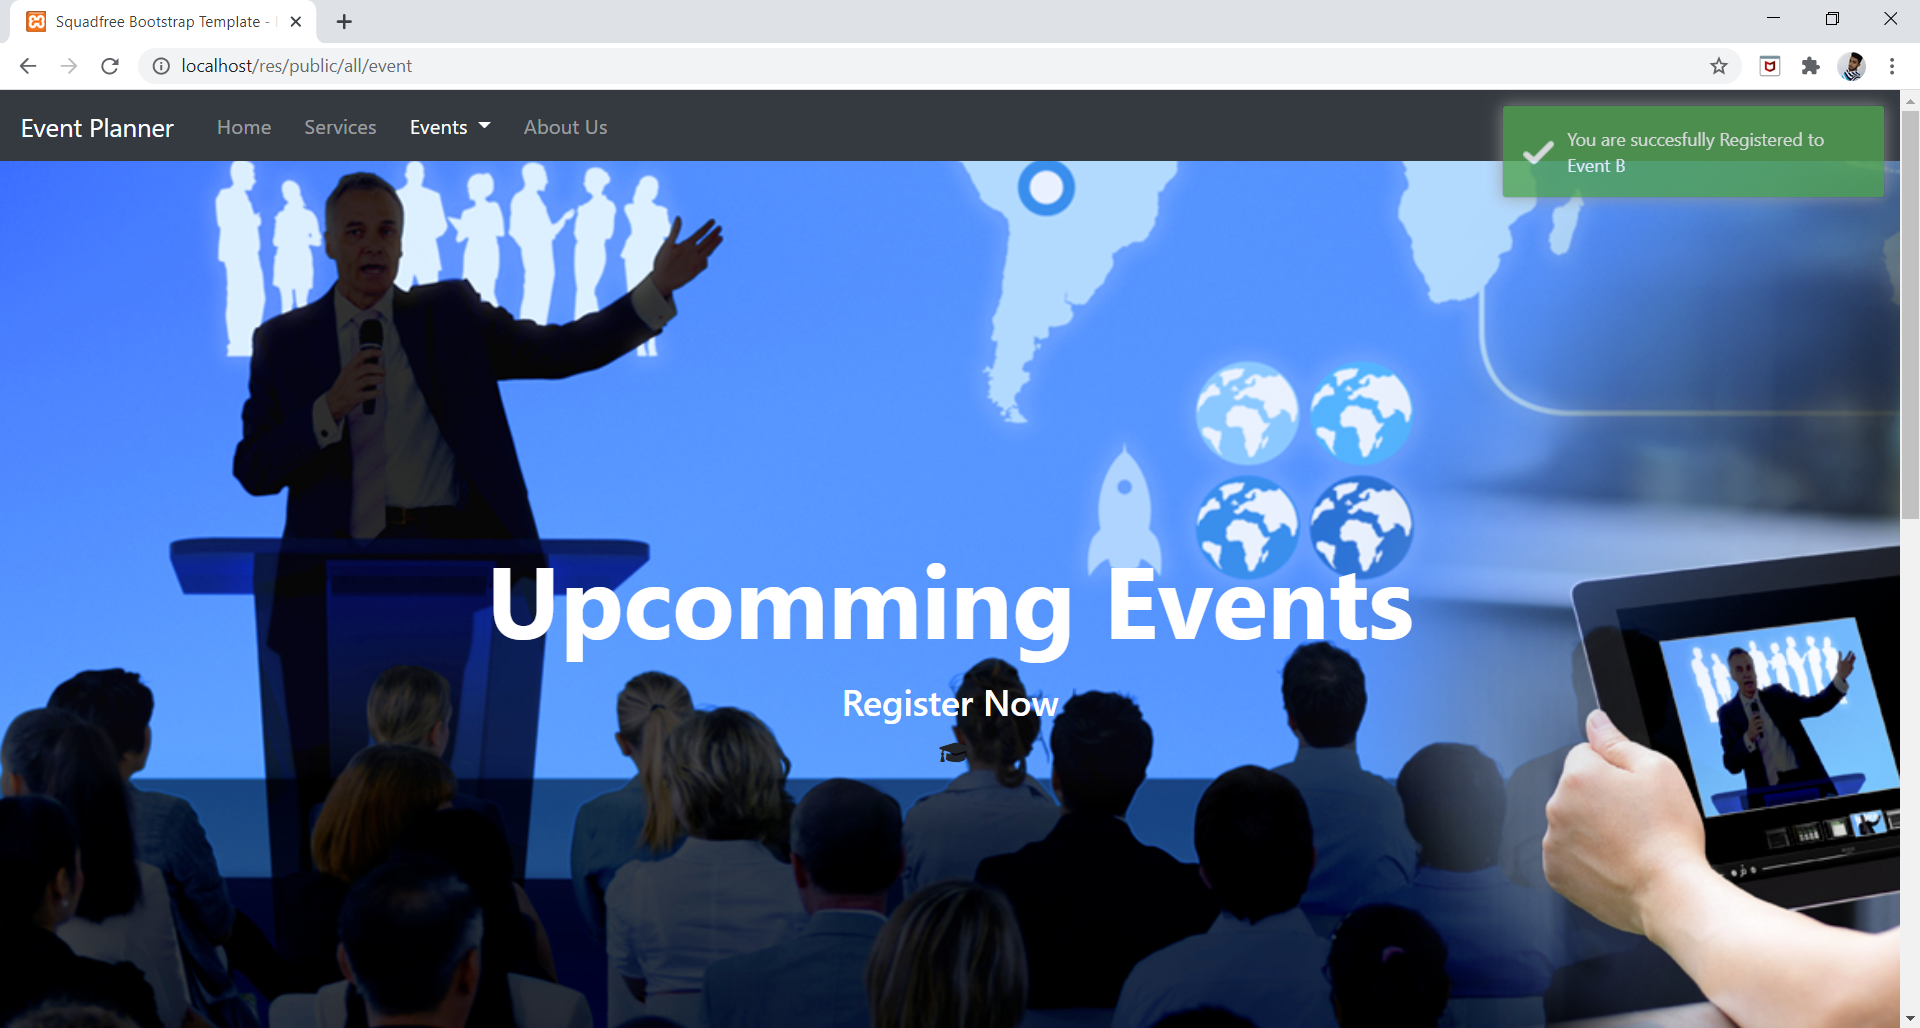 Squadfree Bootstrap Template -
localhost/res/public/all/event
Event Planner
Home
Services
Events
About Us
You are succesfully Registered to
Event B
Upcomming Events
Register Now